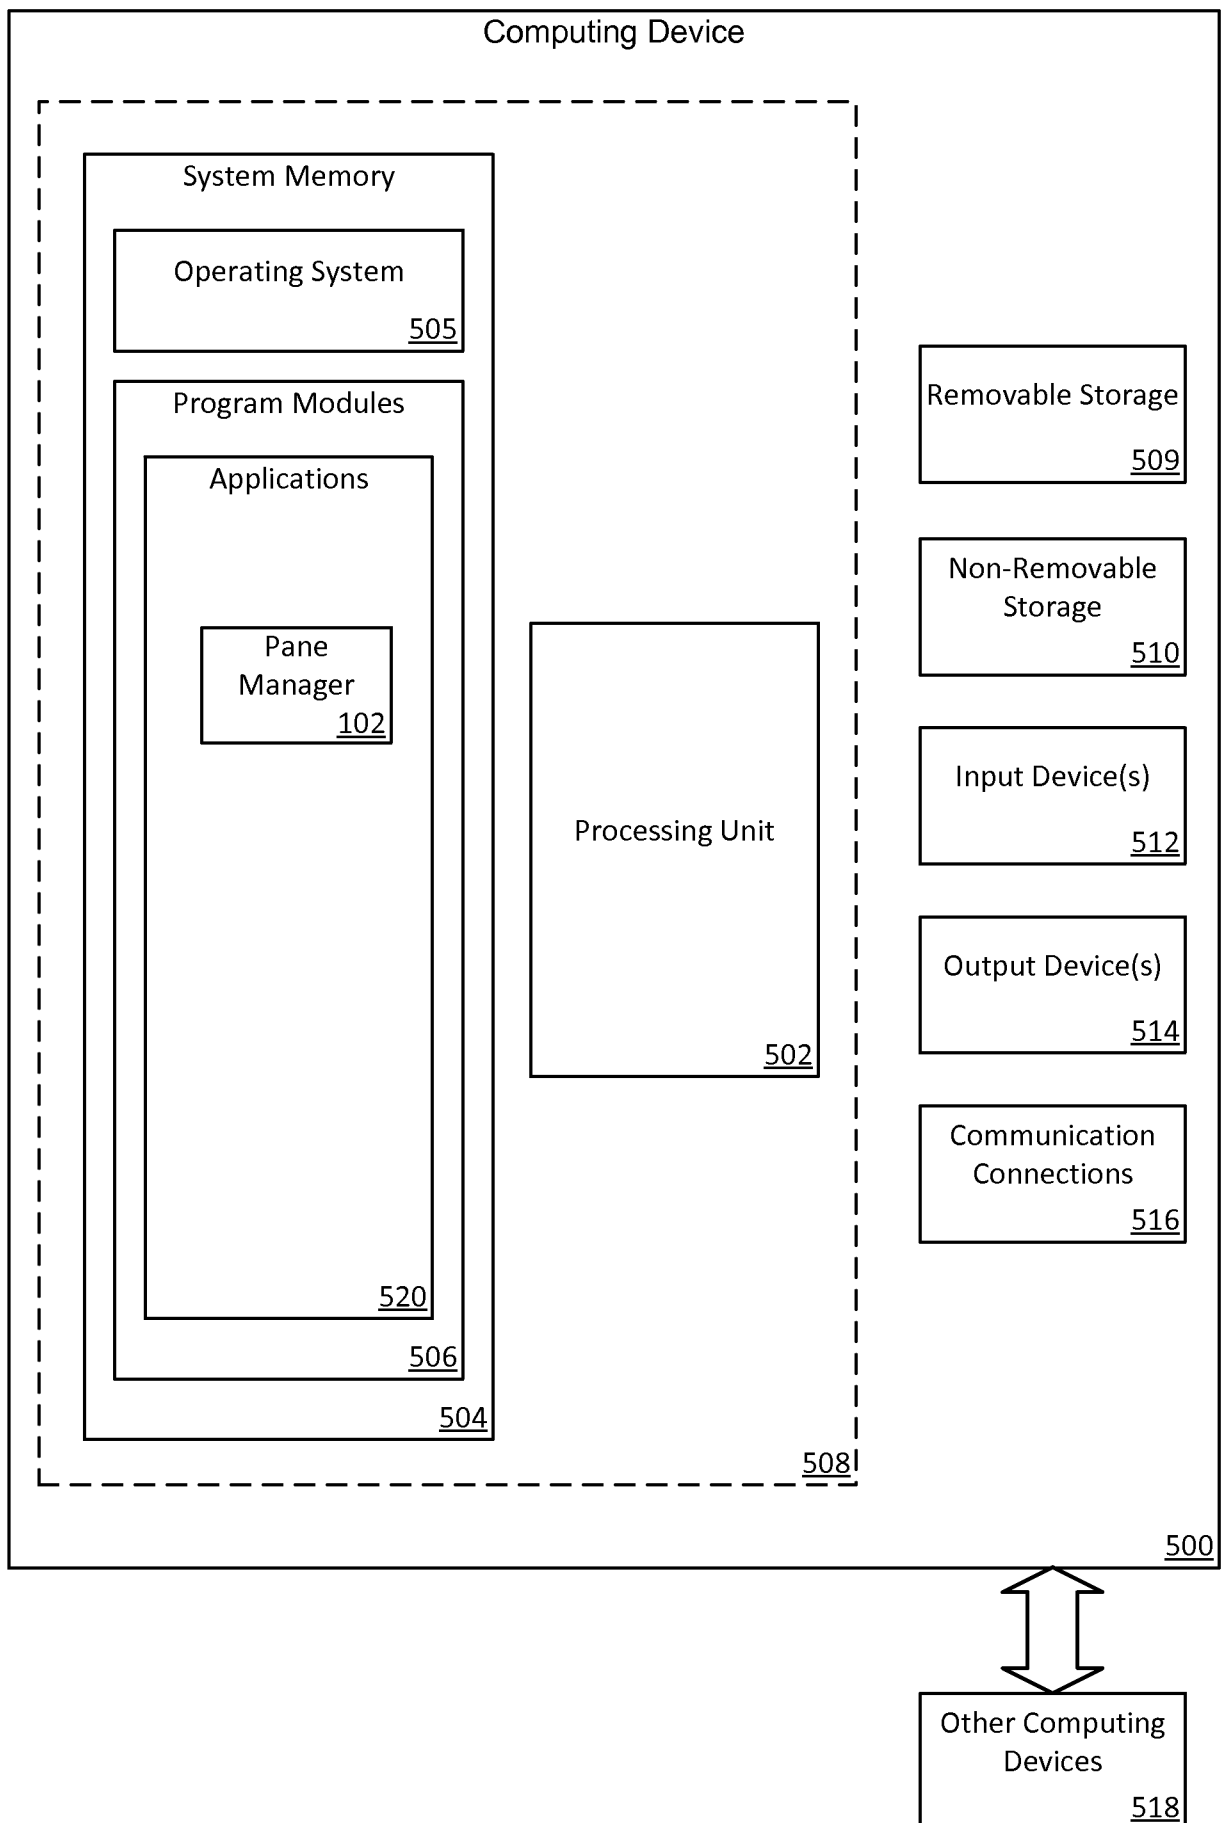 Computing Device
System Memory
Operating System
505
Program Modules
Applications
Pane
Manager
102
520
506
504
Processing Unit
502
508
Removable Storage
509
Non-Removable
Storage
510
Input Device(s)
512
Output Device(s)
514
Communication
Connections
516
500
Other Computing
Devices
518